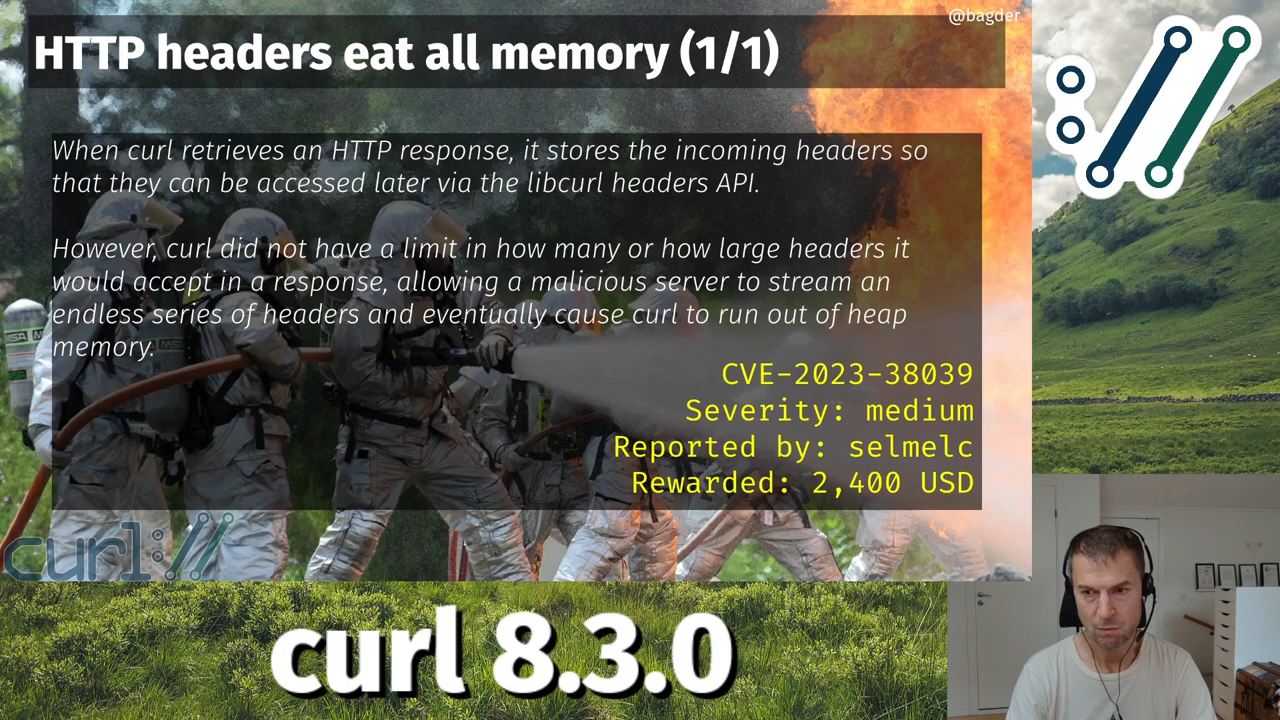 @bagder
HTTP headers eat all memory (1/1)
When curl retrieves an HTTP response, it stores the incoming headers so
that they can be accessed later via the libcurl headers API.
However, curl did not have a limit in how many or how large headers it
would accept in a response, allowing a malicious server to stream an
endless series of headers and eventually cause curl to run out of heap
memory.
CVE-2023-38039
Severity: medium
Reported by: selmelc
Rewarded: 2,400 USD
MSA
MSA
curl://
curl 8.3.0